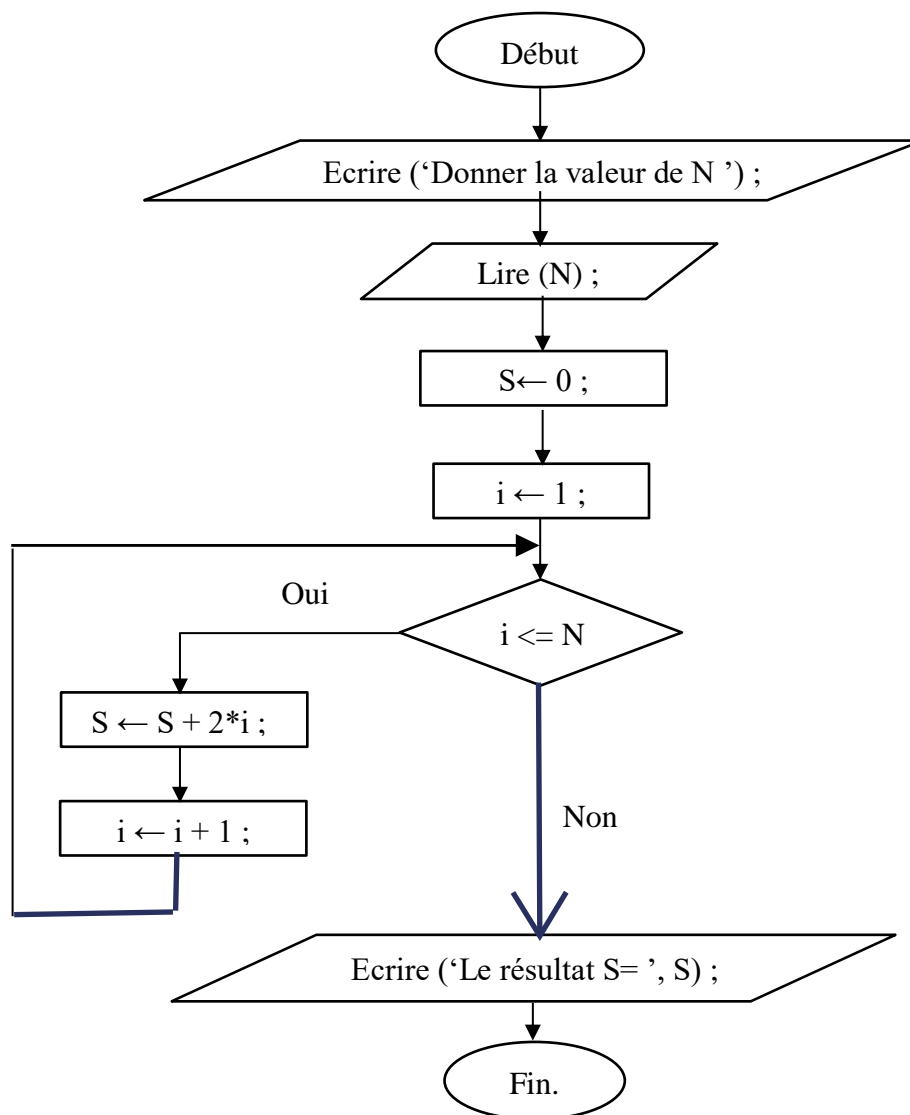 Début
Ecrire (‘Donner la valeur de N ’) ;
Lire (N) ;
S← 0 ;
i ← 1 ;
Oui
i <= N
S ← S + 2*i ;
i ← i + 1 ;
Non
Ecrire (‘Le résultat S= ’, S) ;
Fin.